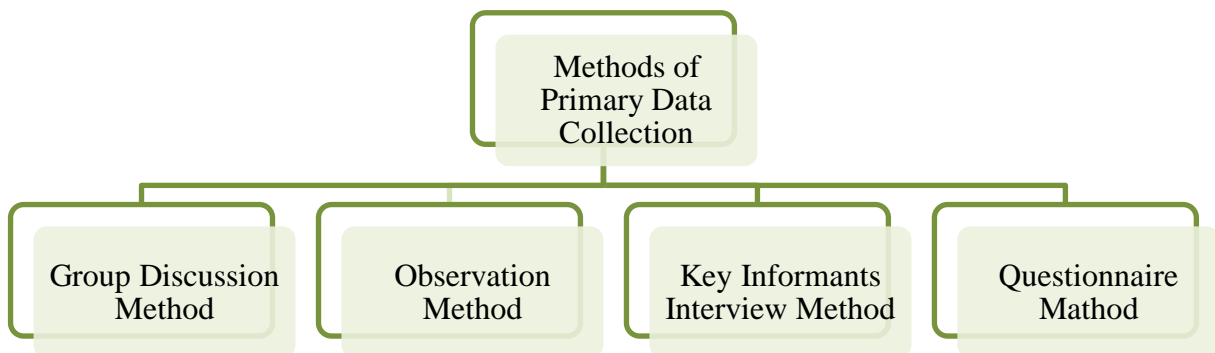 Methods of
Primary Data
Collection
Group Discussion
Method
Observation
Method
Key Informants
Interview Method
Questionnaire
Mathod